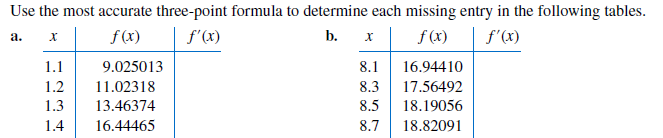 Use the most accurate three-point formula to determine each missing entry in the following tables.
a. x f(x) f′(x) b. x f(x) f′(x)
1.1 9.025013 8.1 16.94410
1.2 11.02318 8.3 17.56492
1.3 13.46374 8.5 18.19056
1.4 16.44465 8.7 18.82091